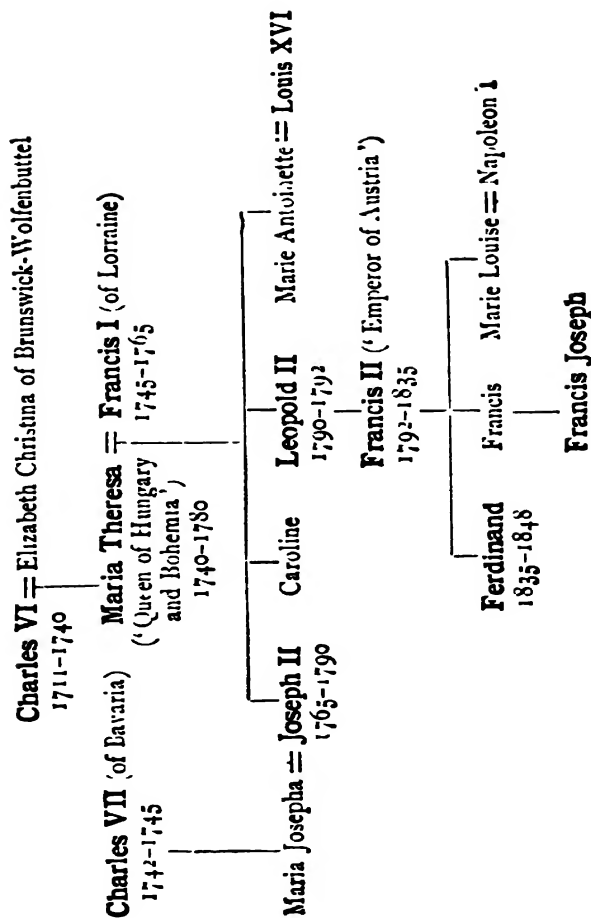 Charles VI = Elizabeth Christina of Brunswick-Wolfenbuttel
1711–1740
Charles VII (of Bavaria)
1742–1745
Maria Theresa = Francis I (of Lorraine)
('Queen of Hungary 1745–1765
and Bohemia')
1740–1780
Maria Josepha = Joseph II Caroline Leopold II Marie Antoinette = Louis XVI
1765–1790 1790–1792
Francis II ('Emperor of Austria')
1792–1835
Ferdinand Francis Marie Louise = Napoleon I
1835–1848
Francis Joseph